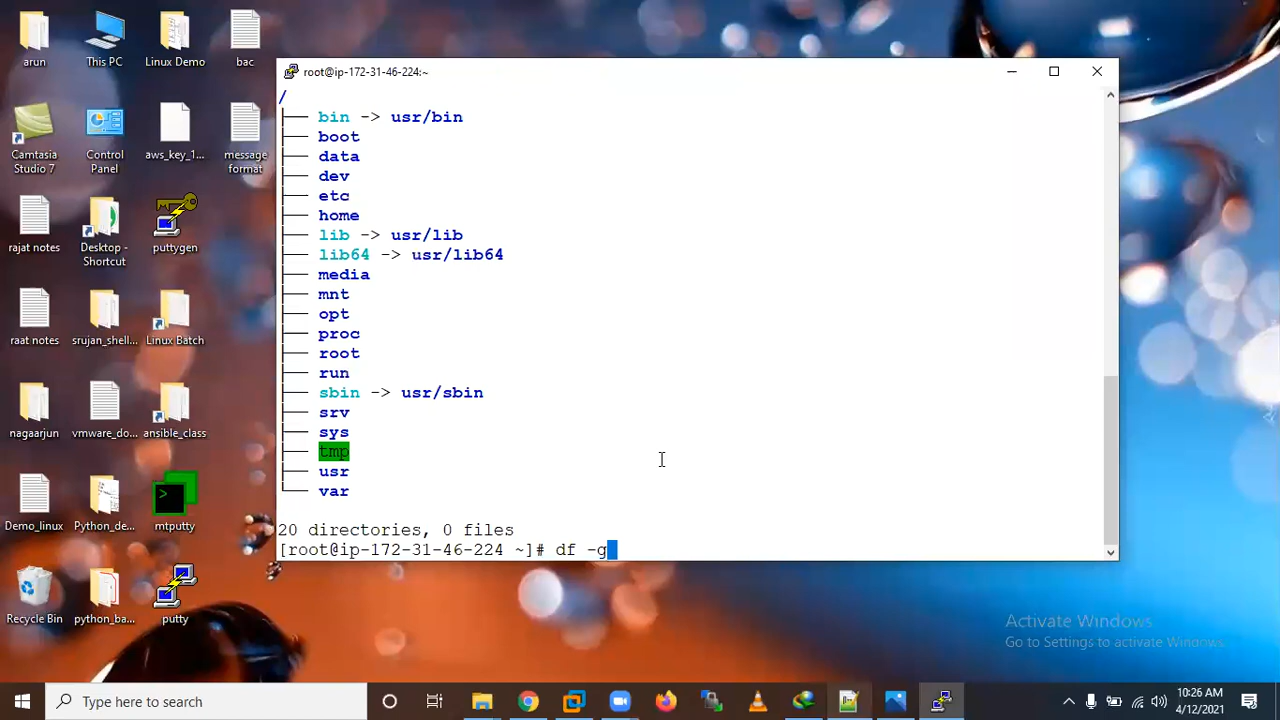 arun
This PC
Linux Demo
bac
Camtasia Studio 7
Control Panel
aws_key_1...
message format
rajat notes
Desktop - Shortcut
puttygen
raat notes
srujan_shell...
Linux Batch
nagaarjun
vmware_do...
ansible_class
Demo_linux
Python_de...
mtputty
Recycle Bin
python_ba...
putty
root@ip-172-31-46-224:~
/
├── bin -> usr/bin
├── boot
├── data
├── dev
├── etc
├── home
├── lib -> usr/lib
├── lib64 -> usr/lib64
├── media
├── mnt
├── opt
├── proc
├── root
├── run
├── sbin -> usr/sbin
├── srv
├── sys
├── tmp
├── usr
└── var
20 directories, 0 files
[root@ip-172-31-46-224 ~]# df -g
Activate Windows
Go to Settings to activate Windows.
Type here to search
10:26 AM
4/12/2021